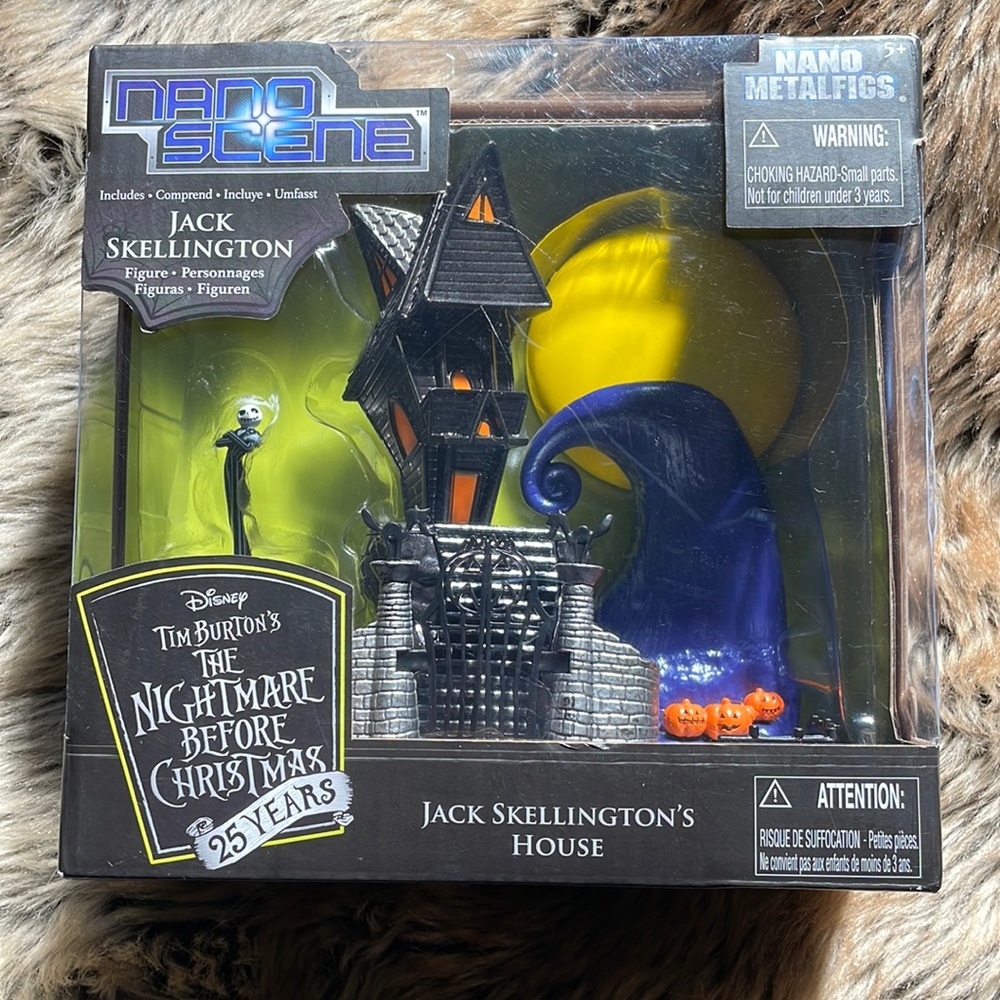 NANO
SCENE™
Includes • Comprend • Incluye • Umfasst
JACK
SKELLINGTON
Figure • Personnages
Figuras • Figuren
5+
NANO
METALFIGS®
WARNING:
CHOKING HAZARD-Small parts.
Not for children under 3 years.
DISNEY
TIM BURTON'S
THE
NIGHTMARE
BEFORE
CHRISTMAS
25 YEARS
JACK SKELLINGTON'S
HOUSE
ATTENTION:
RISQUE DE SUFFOCATION - Petites pièces.
Ne convient pas aux enfants de moins de 3 ans.